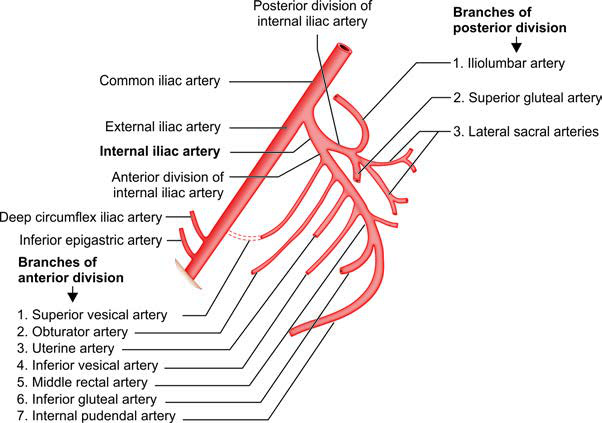 Posterior division of
internal iliac artery
Branches of
posterior division
Common iliac artery
1. Iliolumbar artery
2. Superior gluteal artery
External iliac artery
3. Lateral sacral arteries
Internal iliac artery
Anterior division of
internal iliac artery
Deep circumflex iliac artery
Inferior epigastric artery
Branches of
anterior division
1. Superior vesical artery
2. Obturator artery
3. Uterine artery
4. Inferior vesical artery
5. Middle rectal artery
6. Inferior gluteal artery
7. Internal pudendal artery